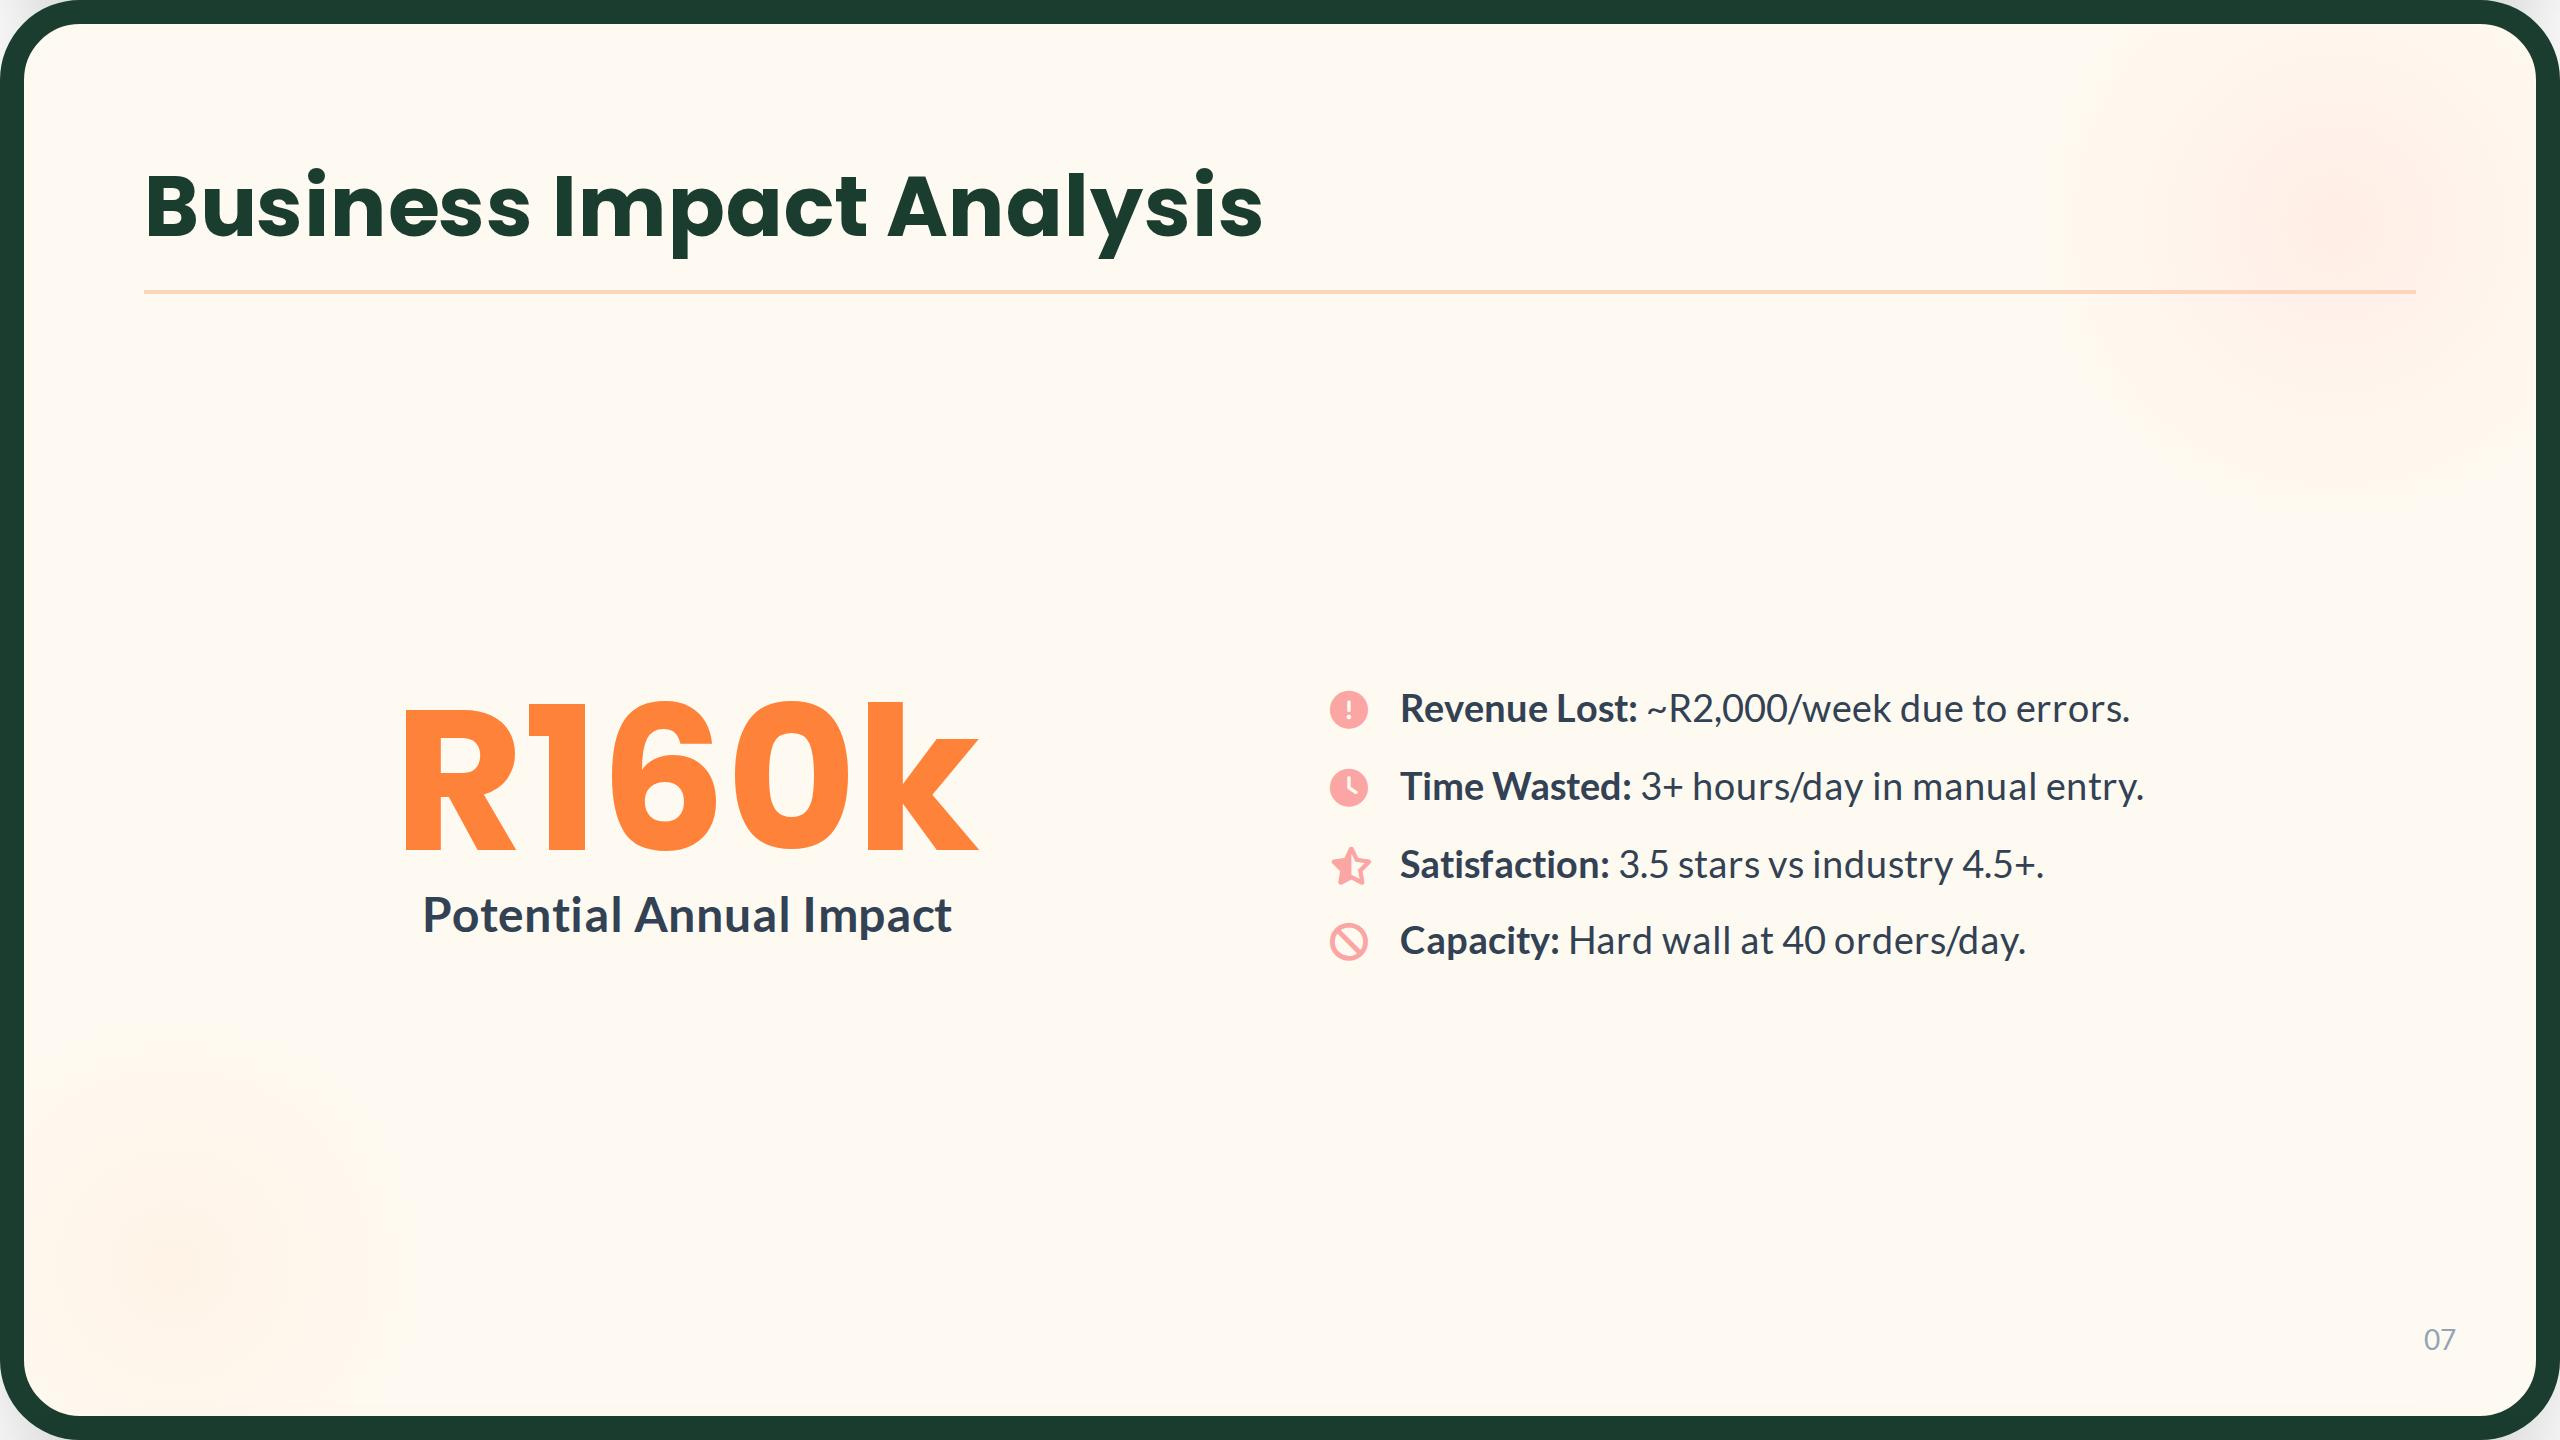 Business Impact Analysis
R160k
Potential Annual Impact
Revenue Lost: ~R2,000/week due to errors.
Time Wasted: 3+ hours/day in manual entry.
Satisfaction: 3.5 stars vs industry 4.5+.
Capacity: Hard wall at 40 orders/day.
07